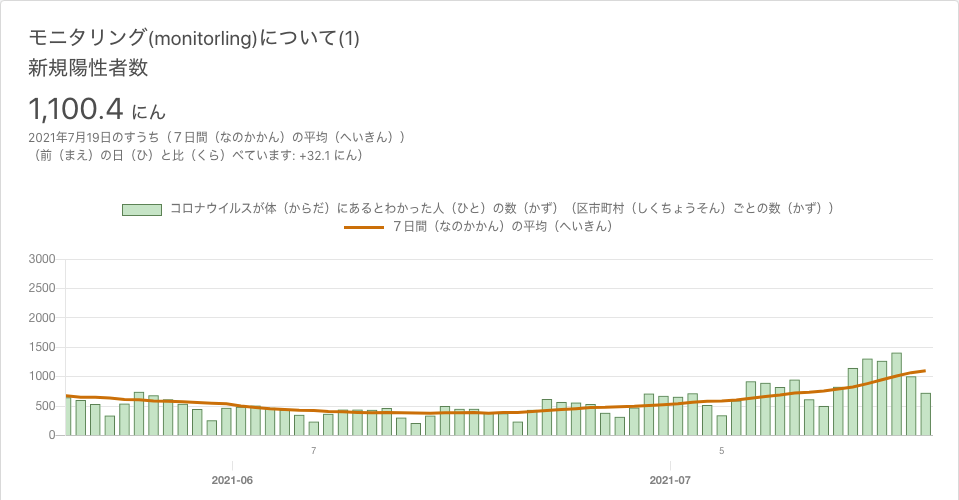 モニタリング(monitorling)について(1)
新規陽性者数
1,100.4 にん
2021年7月19日のすうち（７日間（なのかかん）の平均（へいきん））
（前（まえ）の日（ひ）と比（くら）べています: +32.1 にん）
コロナウイルスが体（からだ）にあるとわかった人（ひと）の数（かず）（区市町村（しくちょうそん）ごとの数（かず））
７日間（なのかかん）の平均（へいきん）
3000
2500
2000
1500
1000
500
0
7 5
2021-06 2021-07